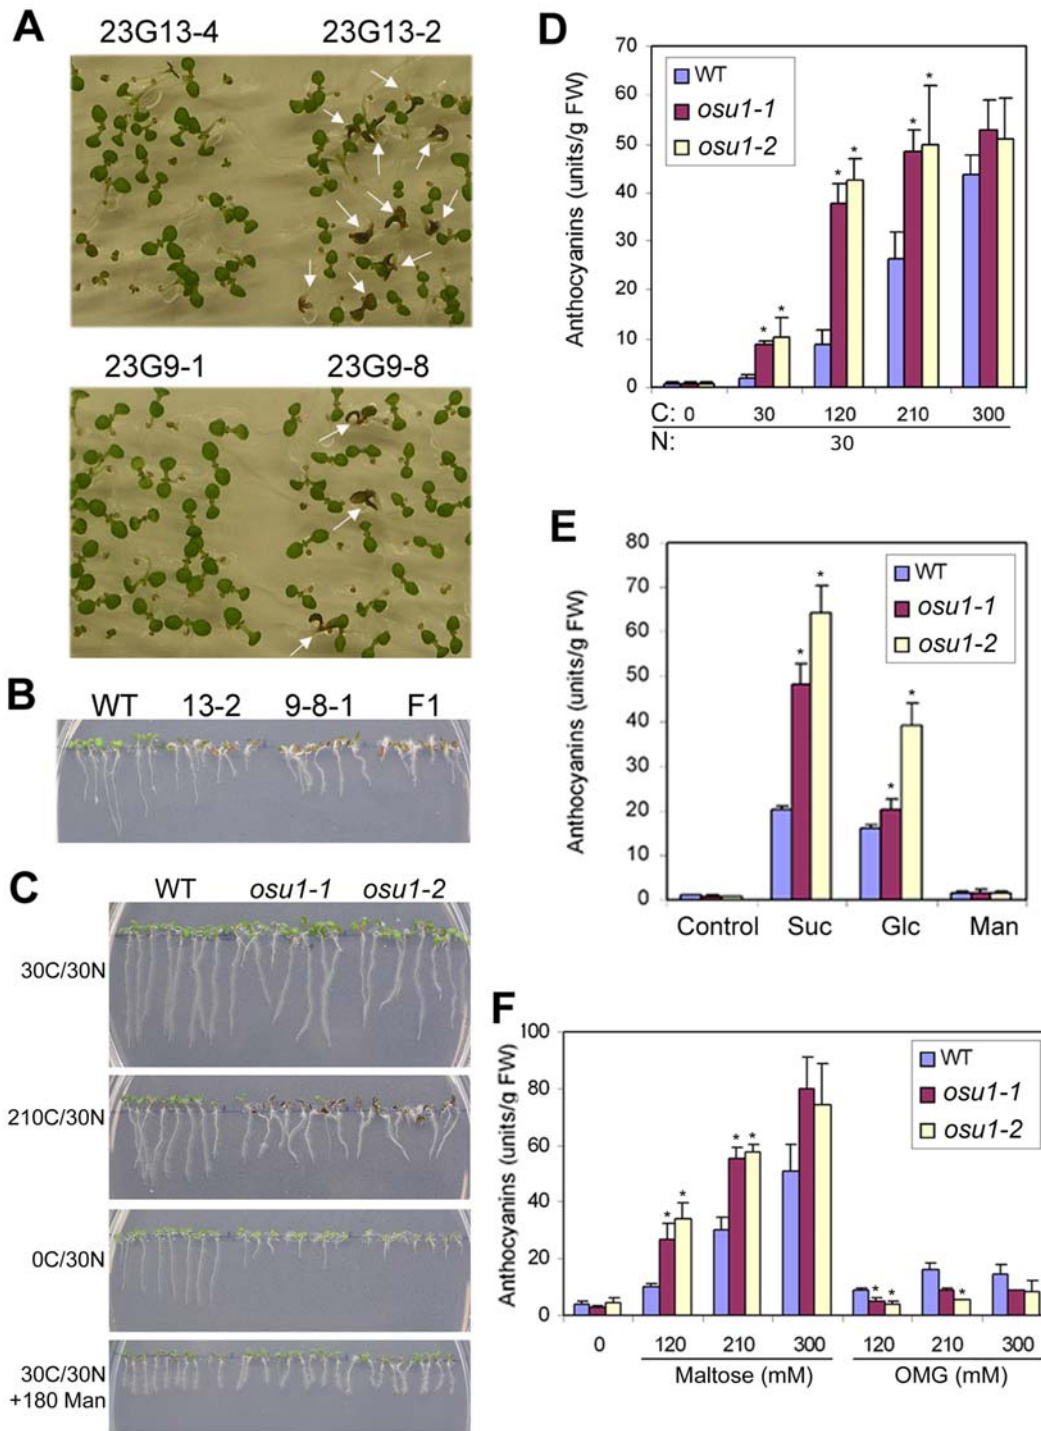 A
23G13-4 23G13-2
23G9-1 23G9-8
B
WT 13-2 9-8-1 F1
C
WT osu1-1 osu1-2
30C/30N
210C/30N
0C/30N
30C/30N
+180 Man
D
Anthocyanins (units/g FW)
70
60
50
40
30
20
10
0
WT
osu1-1
osu1-2
* * * * * *
C: 0 30 120 210 300
N: 30
E
Anthocyanins (units/g FW)
80
70
60
50
40
30
20
10
0
WT
osu1-1
osu1-2
* * * *
Control Suc Glc Man
F
Anthocyanins (units/g FW)
100
80
60
40
20
0
WT
osu1-1
osu1-2
* * * * * * *
0 120 210 300 120 210 300
Maltose (mM) OMG (mM)